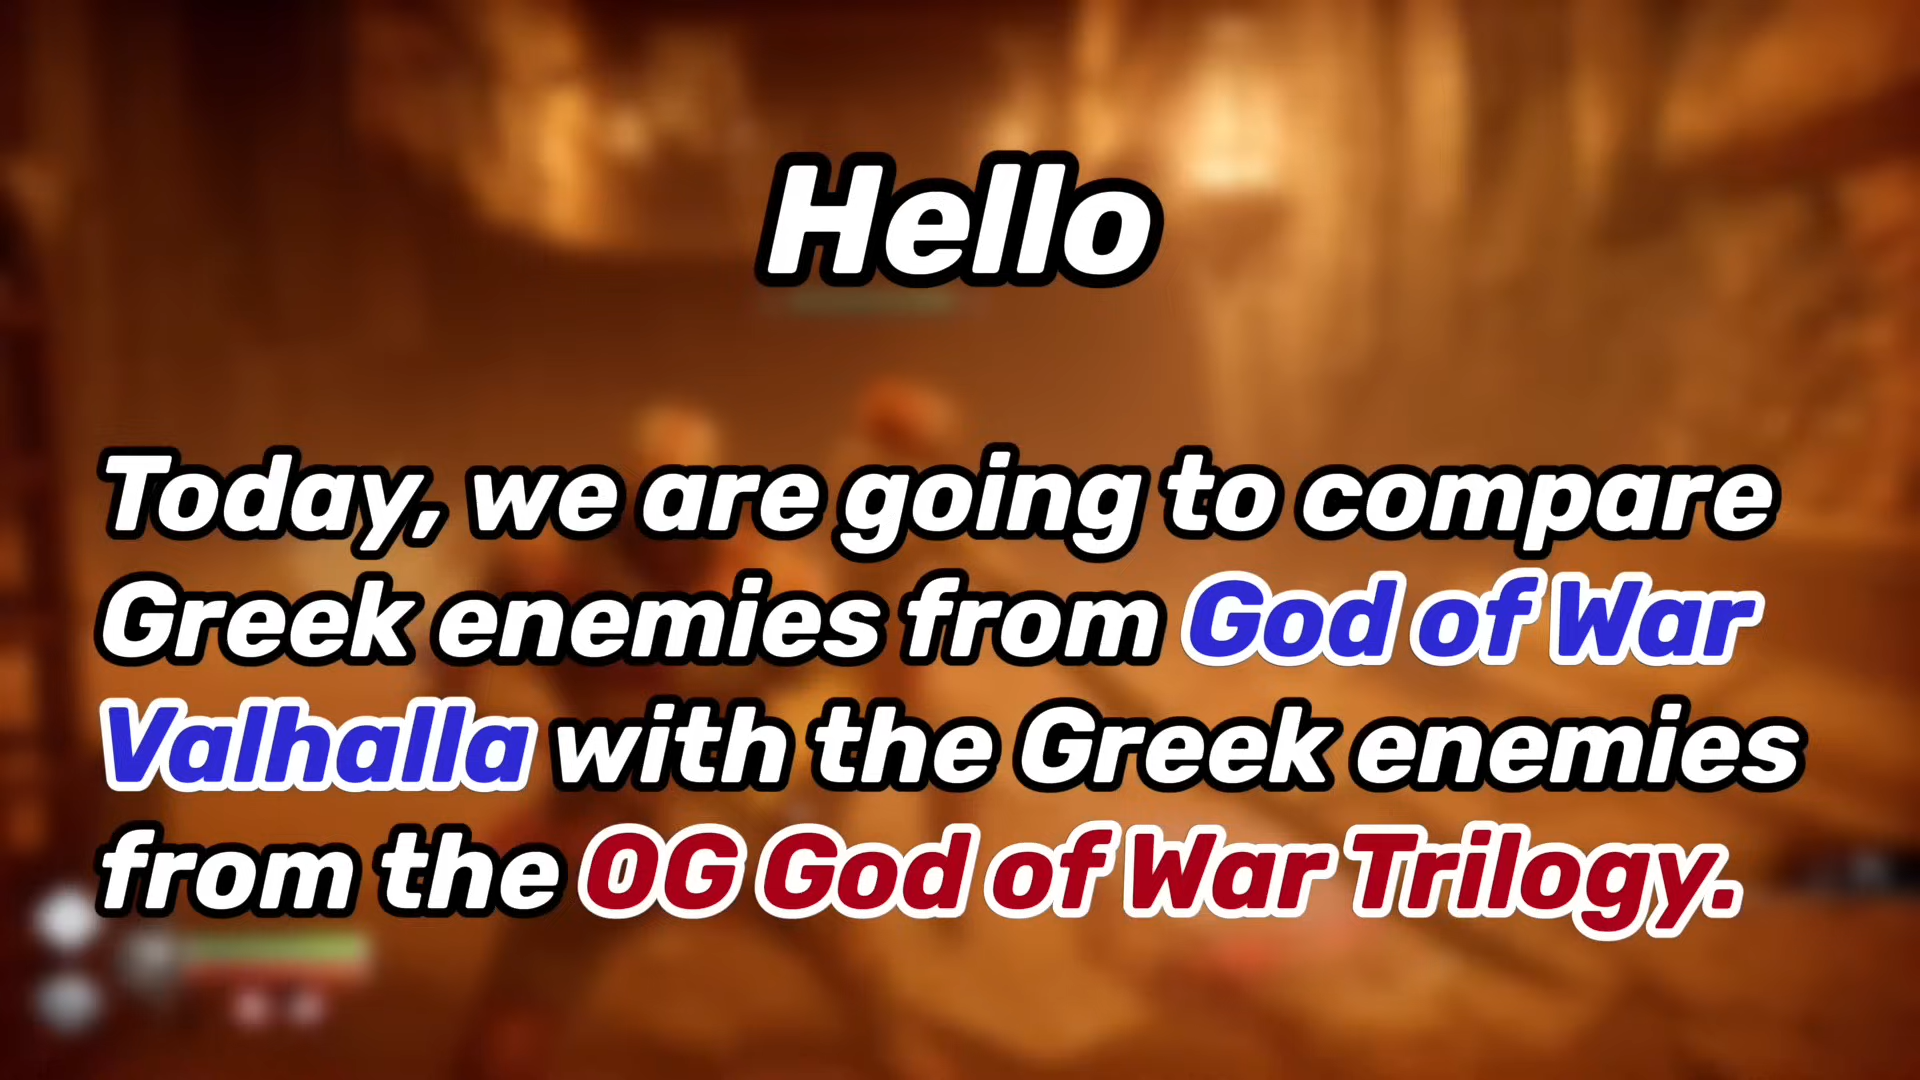 Hello
Today, we are going to compare
Greek enemies from God of War
Valhalla with the Greek enemies
from the OG God of War Trilogy.